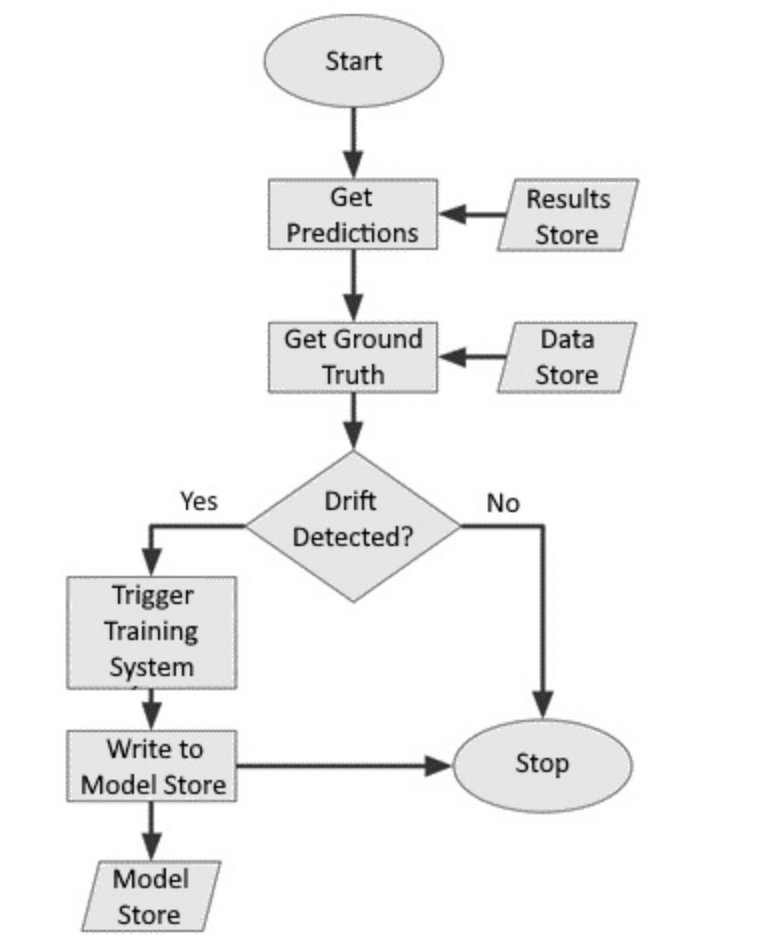 Start
Get
Predictions
Results
Store
Get Ground
Truth
Data
Store
Drift
Detected?
Yes
No
Trigger
Training
System
Write to
Model Store
Stop
Model
Store